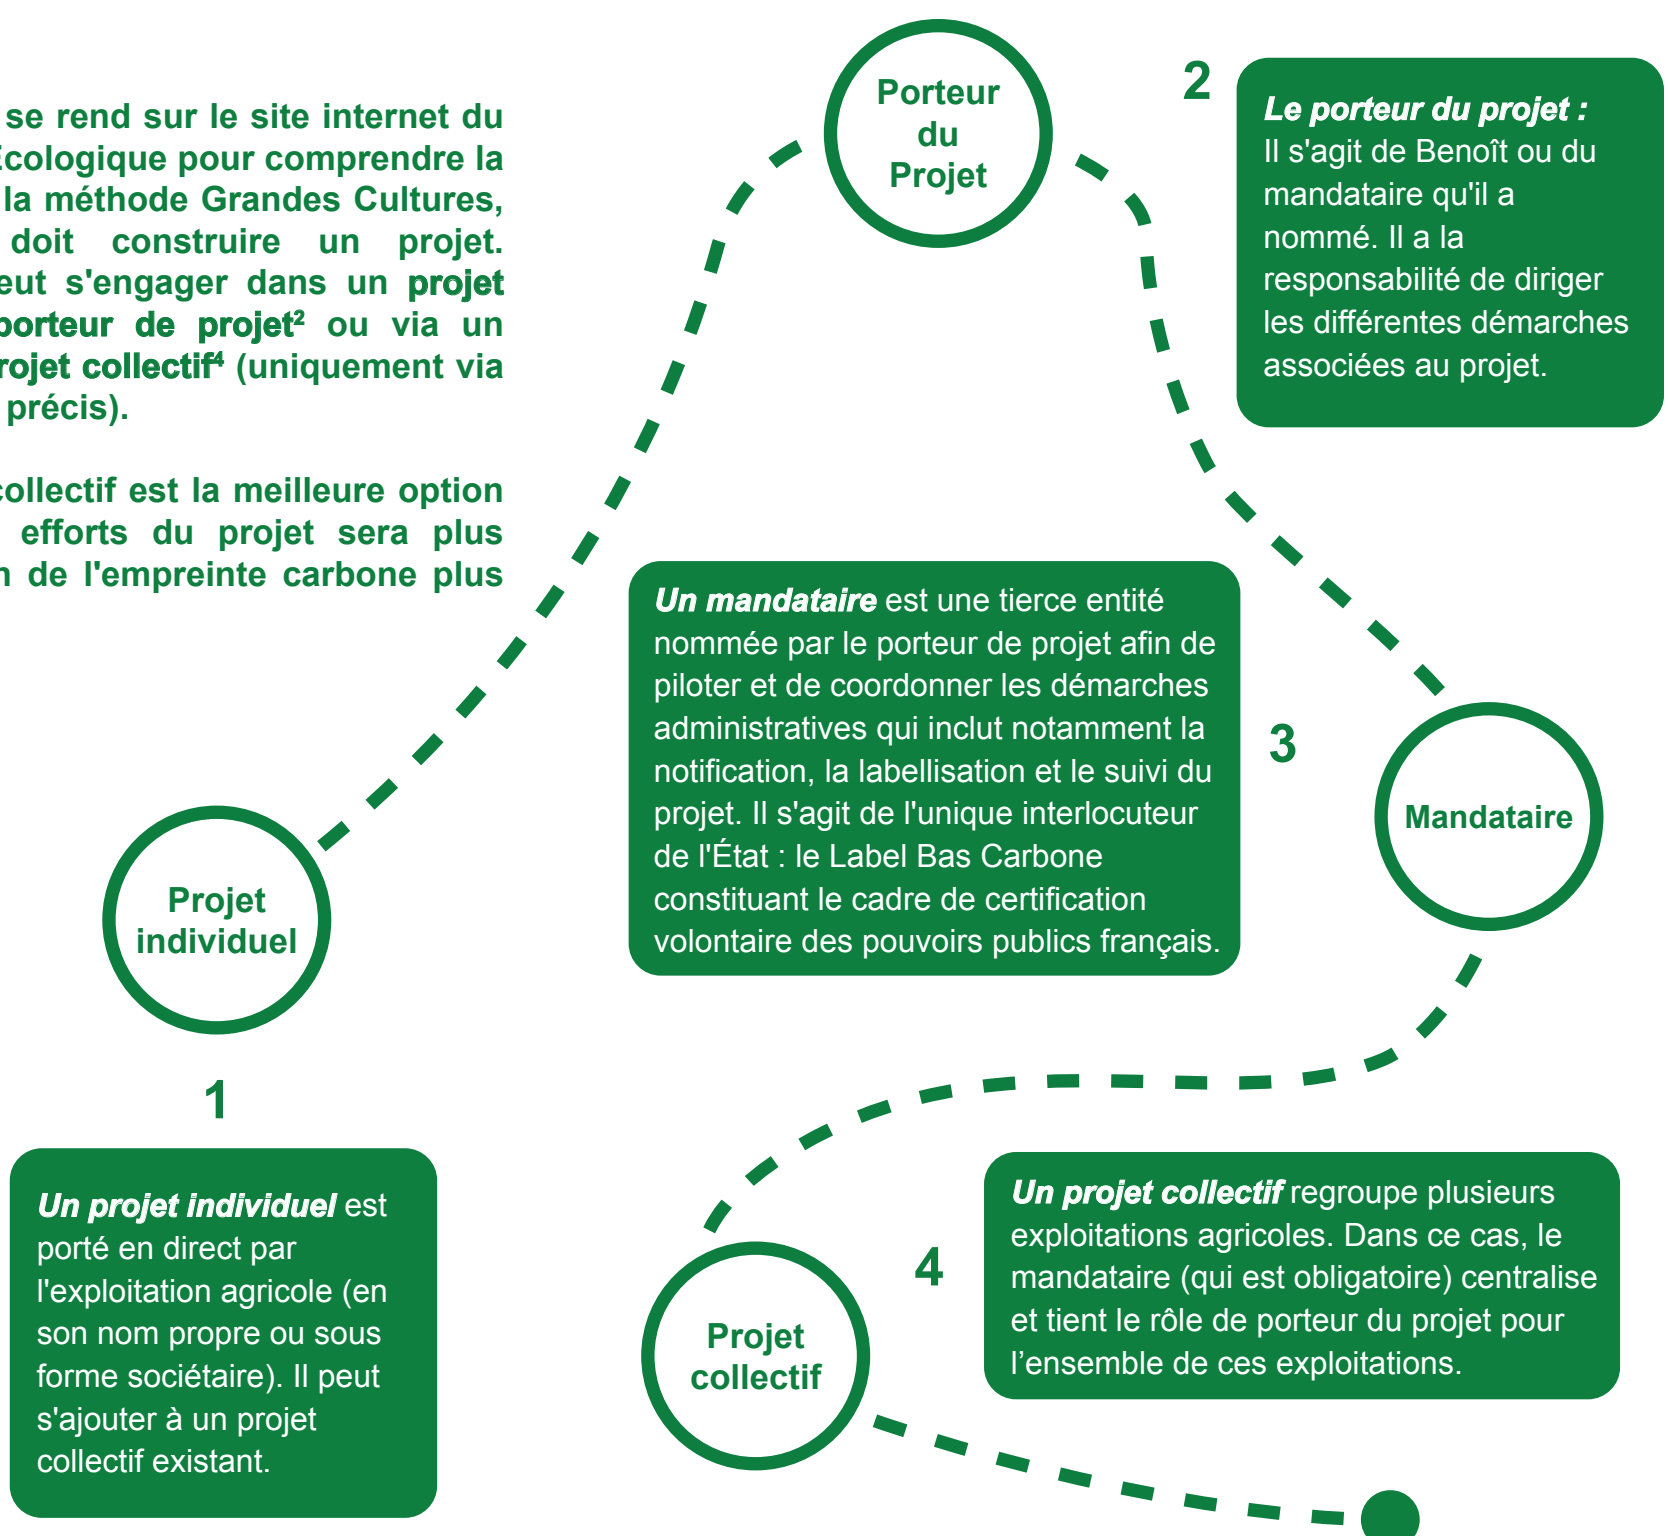 se rend sur le site internet du
Écologique pour comprendre la
la méthode Grandes Cultures,
doit construire un projet.
s'engager dans un projet
porteur de projet² ou via un
projet collectif⁴ (uniquement via
précis).
collectif est la meilleure option
efforts du projet sera plus
de l'empreinte carbone plus
Porteur
du
Projet
2
Le porteur du projet :
Il s'agit de Benoît ou du
mandataire qu'il a
nommé. Il a la
responsabilité de diriger
les différentes démarches
associées au projet.
Un mandataire est une tierce entité
nommée par le porteur de projet afin de
piloter et de coordonner les démarches
administratives qui inclut notamment la
notification, la labellisation et le suivi du
projet. Il s'agit de l'unique interlocuteur
de l'État : le Label Bas Carbone
constituant le cadre de certification
volontaire des pouvoirs publics français.
3
Mandataire
Projet
individuel
1
Un projet individuel est
porté en direct par
l'exploitation agricole (en
son nom propre ou sous
forme sociétaire). Il peut
s'ajouter à un projet
collectif existant.
Projet
collectif
4
Un projet collectif regroupe plusieurs
exploitations agricoles. Dans ce cas, le
mandataire (qui est obligatoire) centralise
et tient le rôle de porteur du projet pour
l’ensemble de ces exploitations.